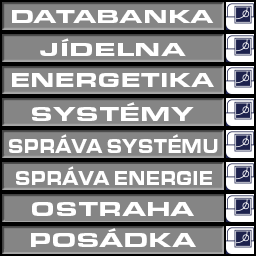 DATABANKA
JÍDELNA
ENERGETIKA
SYSTÉMY
SPRÁVA SYSTÉMU
SPRÁVA ENERGIE
OSTRAHA
POSÁDKA